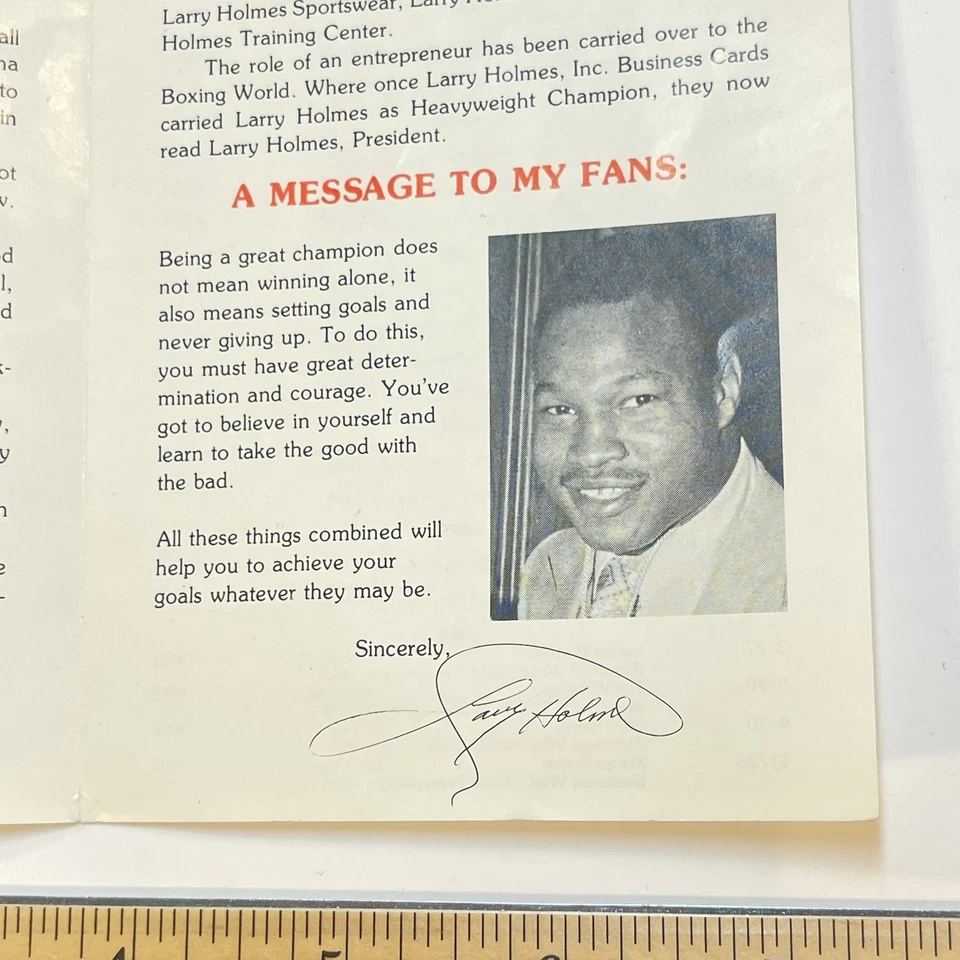 Larry Holmes Sportswear,
Holmes Training Center.
The role of an entrepreneur has been carried over to the
Boxing World. Where once Larry Holmes, Inc. Business Cards
carried Larry Holmes as Heavyweight Champion, they now
read Larry Holmes, President.
A MESSAGE TO MY FANS:
Being a great champion does
not mean winning alone, it
also means setting goals and
never giving up. To do this,
you must have great deter-
mination and courage. You've
got to believe in yourself and
learn to take the good with
the bad.
All these things combined will
help you to achieve your
goals whatever they may be.
Sincerely,
Larry Holmes
4 5 6